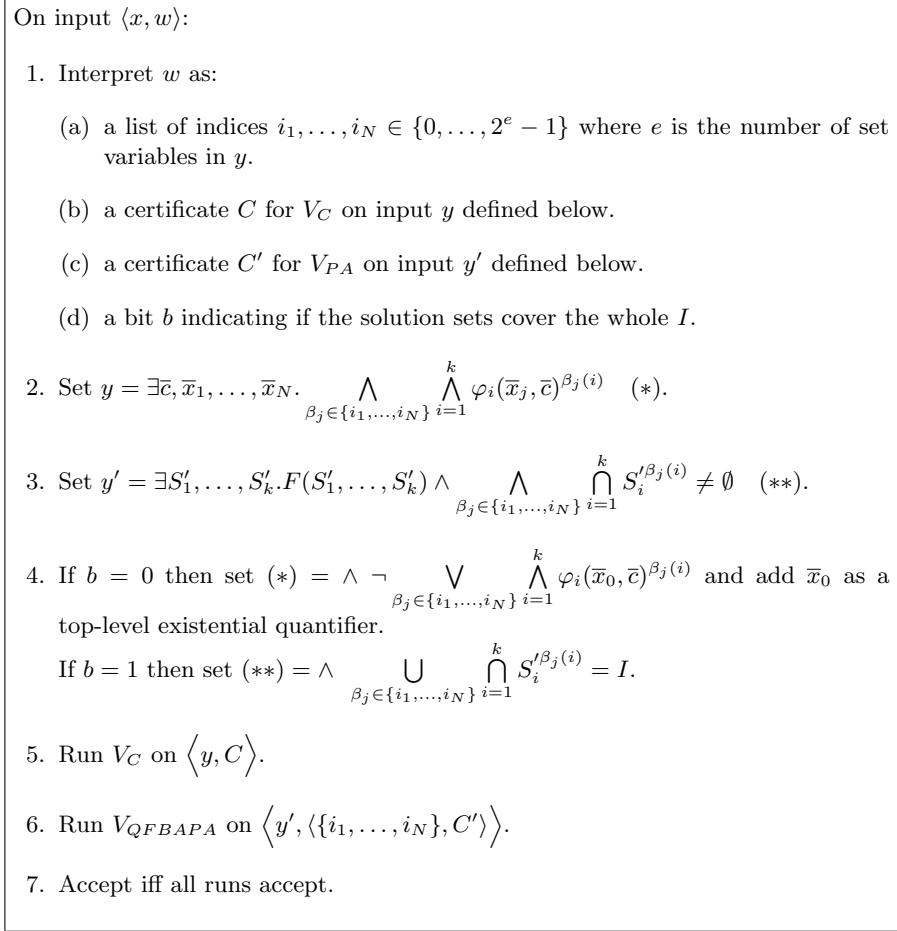 On input ⟨x, w⟩:
1. Interpret w as:
(a) a list of indices i₁, . . . , i_N ∈ {0, . . . , 2^e − 1} where e is the number of set
variables in y.
(b) a certificate C for V_C on input y defined below.
(c) a certificate C′ for V_{PA} on input y′ defined below.
(d) a bit b indicating if the solution sets cover the whole I.
2. Set y = ∃c̅, x̅₁, . . . , x̅_N. ⋀_{β_j∈{i₁,...,i_N}} ⋀_{i=1}^{k} φ_i(x̅_j, c̅)^{β_j(i)} (∗).
3. Set y′ = ∃S′₁, . . . , S′_k.F(S′₁, . . . , S′_k) ∧ ⋀_{β_j∈{i₁,...,i_N}} ⋂_{i=1}^{k} S′_i^{β_j(i)} ≠ ∅ (∗∗).
4. If b = 0 then set (∗) = ∧ ¬ ⋁_{β_j∈{i₁,...,i_N}} ⋀_{i=1}^{k} φ_i(x̅₀, c̅)^{β_j(i)} and add x̅₀ as a
top-level existential quantifier.
If b = 1 then set (∗∗) = ∧ ⋃_{β_j∈{i₁,...,i_N}} ⋂_{i=1}^{k} S′_i^{β_j(i)} = I.
5. Run V_C on ⟨y, C⟩.
6. Run V_{QFBAPA} on ⟨y′, ⟨{i₁, . . . , i_N}, C′⟩⟩.
7. Accept iff all runs accept.